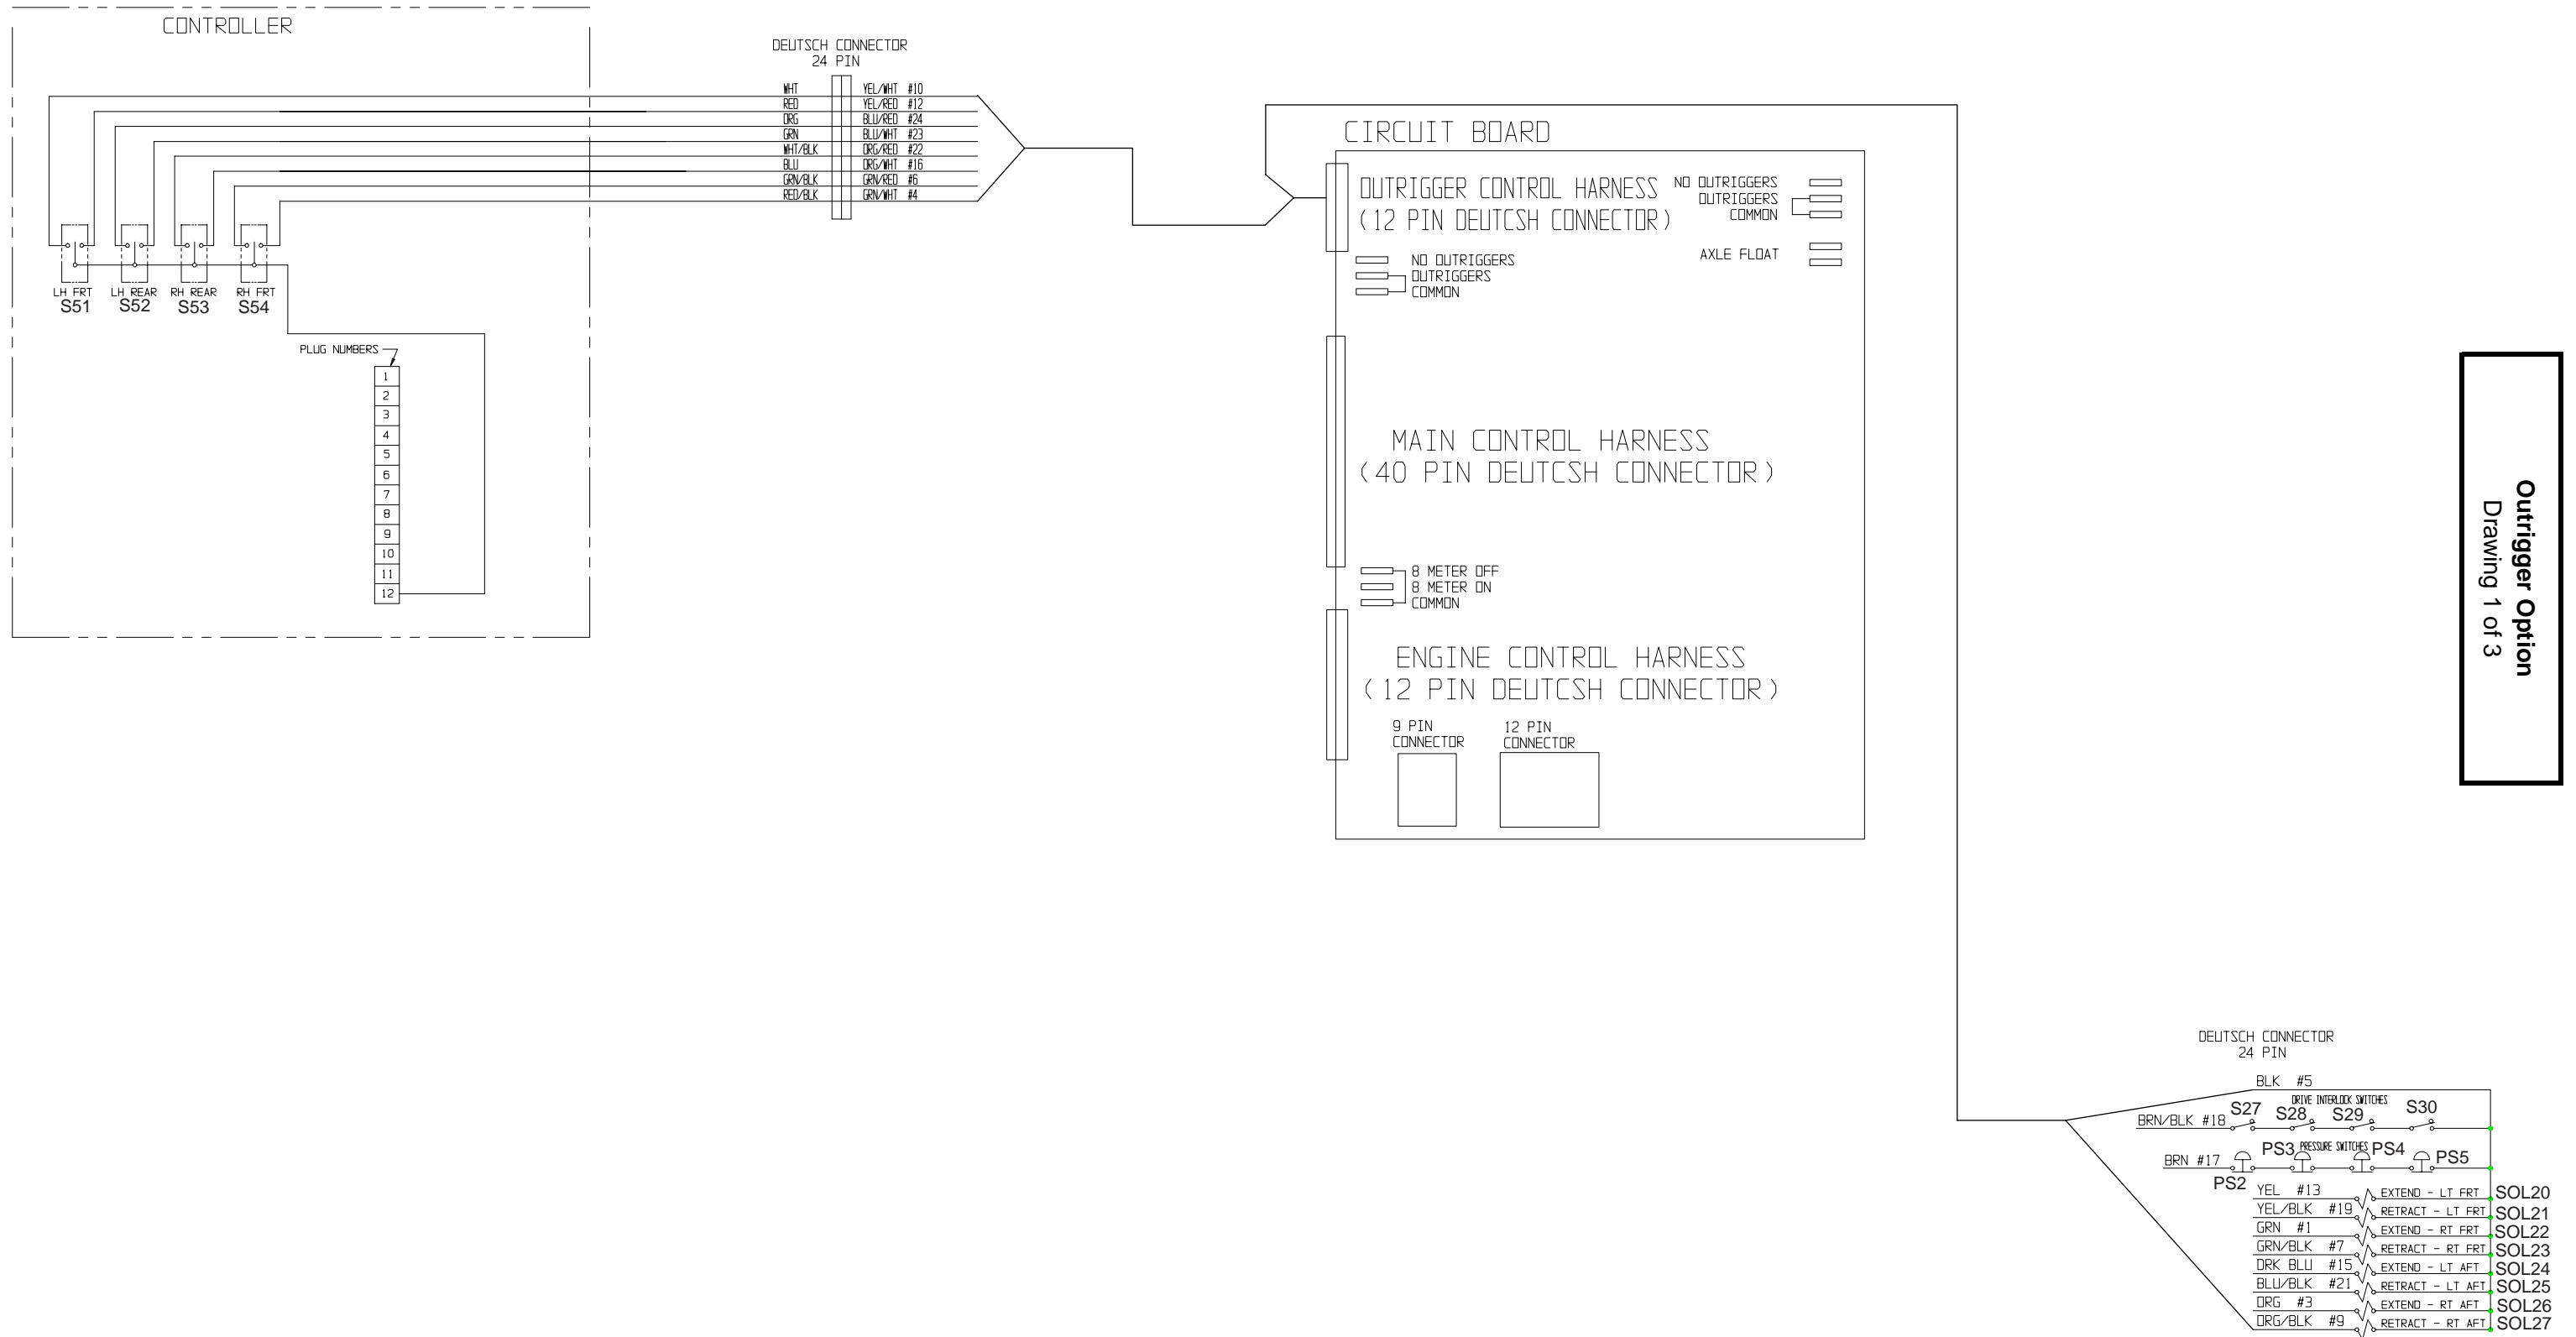 CONTROLLER
DEUTSCH CONNECTOR
24 PIN
WHT YEL/WHT #10
RED YEL/RED #12
ORG BLU/RED #24
GRN BLU/WHT #23
WHT/BLK ORG/RED #22
BLU ORG/WHT #16
GRN/BLK GRN/RED #6
RED/BLK GRN/WHT #4
LH FRT
S51
LH REAR
S52
RH REAR
S53
RH FRT
S54
PLUG NUMBERS
1
2
3
4
5
6
7
8
9
10
11
12
CIRCUIT BOARD
OUTRIGGER CONTROL HARNESS
(12 PIN DEUTCSH CONNECTOR)
NO OUTRIGGERS
OUTRIGGERS
COMMON
AXLE FLOAT
NO OUTRIGGERS
OUTRIGGERS
COMMON
MAIN CONTROL HARNESS
(40 PIN DEUTCSH CONNECTOR)
8 METER OFF
8 METER ON
COMMON
ENGINE CONTROL HARNESS
(12 PIN DEUTCSH CONNECTOR)
9 PIN
CONNECTOR
12 PIN
CONNECTOR
Outrigger Option
Drawing 1 of 3
DEUTSCH CONNECTOR
24 PIN
BLK #5
DRIVE INTERLOCK SWITCHES
BRN/BLK #18 S27 S28 S29 S30
PRESSURE SWITCHES
BRN #17 PS2 PS3 PS4 PS5
YEL #13 EXTEND - LT FRT SOL20
YEL/BLK #19 RETRACT - LT FRT SOL21
GRN #1 EXTEND - RT FRT SOL22
GRN/BLK #7 RETRACT - RT FRT SOL23
DRK BLU #15 EXTEND - LT AFT SOL24
BLU/BLK #21 RETRACT - LT AFT SOL25
ORG #3 EXTEND - RT AFT SOL26
ORG/BLK #9 RETRACT - RT AFT SOL27